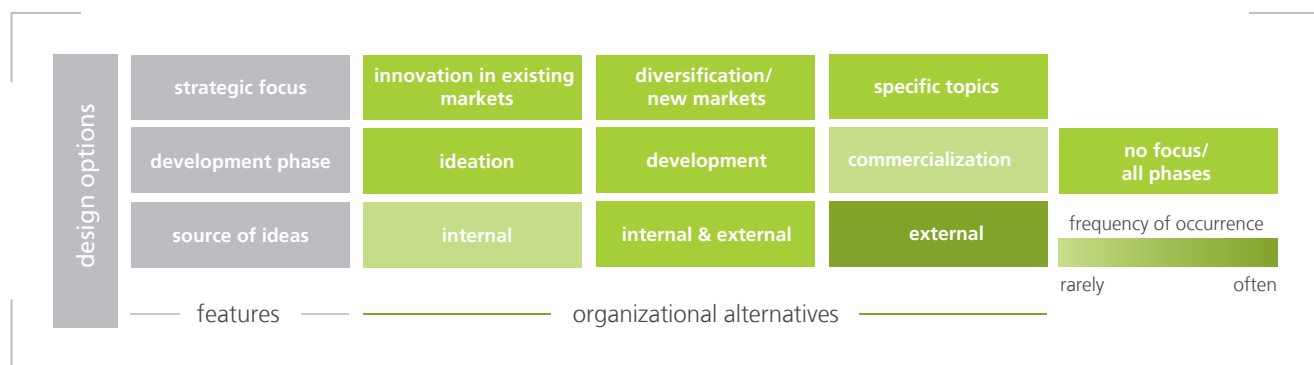 design options
strategic focus
innovation in existing
markets
diversification/
new markets
specific topics
development phase
ideation
development
commercialization
no focus/
all phases
source of ideas
internal
internal & external
external
frequency of occurrence
rarely
often
features
organizational alternatives